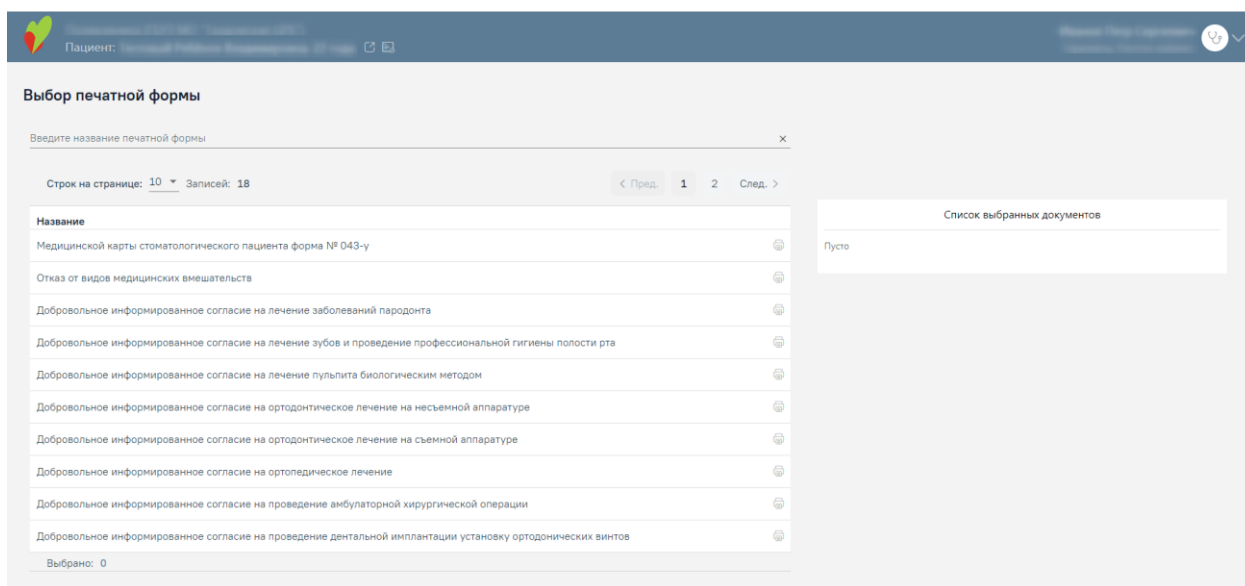 Пациент:
Выбор печатной формы
Введите название печатной формы
Строк на странице: 10 Записей: 18
Пред. 1 2 След.
Название
Медицинской карты стоматологического пациента форма № 043-у
Отказ от видов медицинских вмешательств
Добровольное информированное согласие на лечение заболеваний пародонта
Добровольное информированное согласие на лечение зубов и проведение профессиональной гигиены полости рта
Добровольное информированное согласие на лечение пульпита биологическим методом
Добровольное информированное согласие на ортодонтическое лечение на несъемной аппаратуре
Добровольное информированное согласие на ортодонтическое лечение на съемной аппаратуре
Добровольное информированное согласие на ортопедическое лечение
Добровольное информированное согласие на проведение амбулаторной хирургической операции
Добровольное информированное согласие на проведение дентальной имплантации установку ортодонических винтов
Выбрано: 0
Список выбранных документов
Пусто